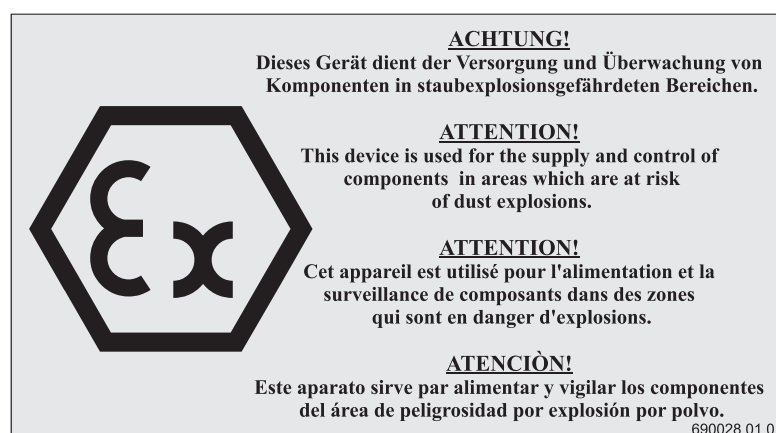 ACHTUNG!
Dieses Gerät dient der Versorgung und Überwachung von
Komponenten in staubexplosionsgefährdeten Bereichen.
ATTENTION!
This device is used for the supply and control of
components in areas which are at risk
of dust explosions.
ATTENTION!
Cet appareil est utilisé pour l'alimentation et la
surveillance de composants dans des zones
qui sont en danger d'explosions.
ATENCIÒN!
Este aparato sirve par alimentar y vigilar los componentes
del área de peligrosidad por explosión por polvo.
Ex